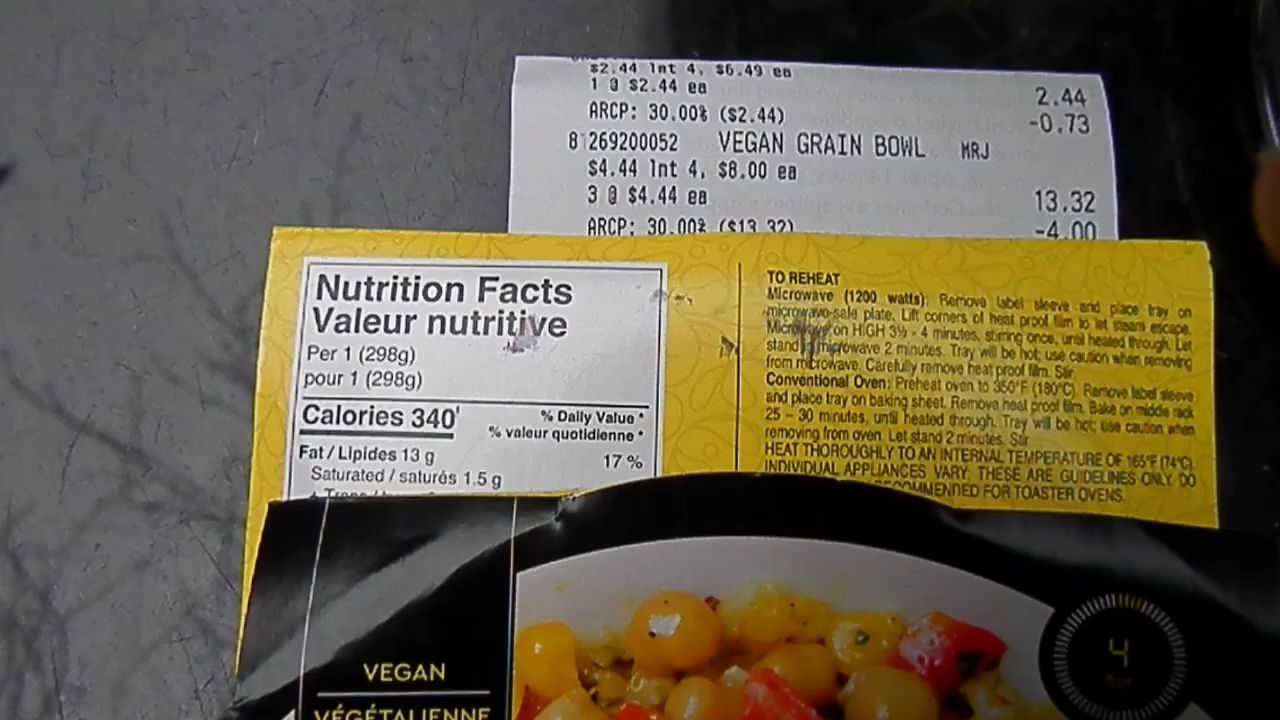 $2.44 lnt 4, $6.49 ea
1 @ $2.44 ea 2.44
ARCP: 30.00% ($2.44) -0.73
81269200052 VEGAN GRAIN BOWL MRJ
$4.44 lnt 4, $8.00 ea
3 @ $4.44 ea 13.32
ARCP: 30.00% ($13.32) -4.00
Nutrition Facts
Valeur nutritive
Per 1 (298g)
pour 1 (298g)
Calories 340
% Daily Value *
% valeur quotidienne *
Fat / Lipides 13 g 17 %
Saturated / saturés 1.5 g
+ Trans
TO REHEAT
Microwave (1200 watts): Remove label sleeve and place tray on
microwave-safe plate. Lift corners of heat proof film to let steam escape.
Microwave on HIGH 3½ - 4 minutes, stirring once, until heated through. Let
stand in microwave 2 minutes. Tray will be hot; use caution when removing
from microwave. Carefully remove heat proof film. Stir.
Conventional Oven: Preheat oven to 350°F (180°C). Remove label sleeve
and place tray on baking sheet. Remove heat proof film. Bake on middle rack
25 – 30 minutes, until heated through. Tray will be hot; use caution when
removing from oven. Let stand 2 minutes. Stir.
HEAT THOROUGHLY TO AN INTERNAL TEMPERATURE OF 165°F (74°C).
INDIVIDUAL APPLIANCES VARY; THESE ARE GUIDELINES ONLY. DO
RECOMMENDED FOR TOASTER OVENS.
VEGAN
VÉGÉTALIENNE
4